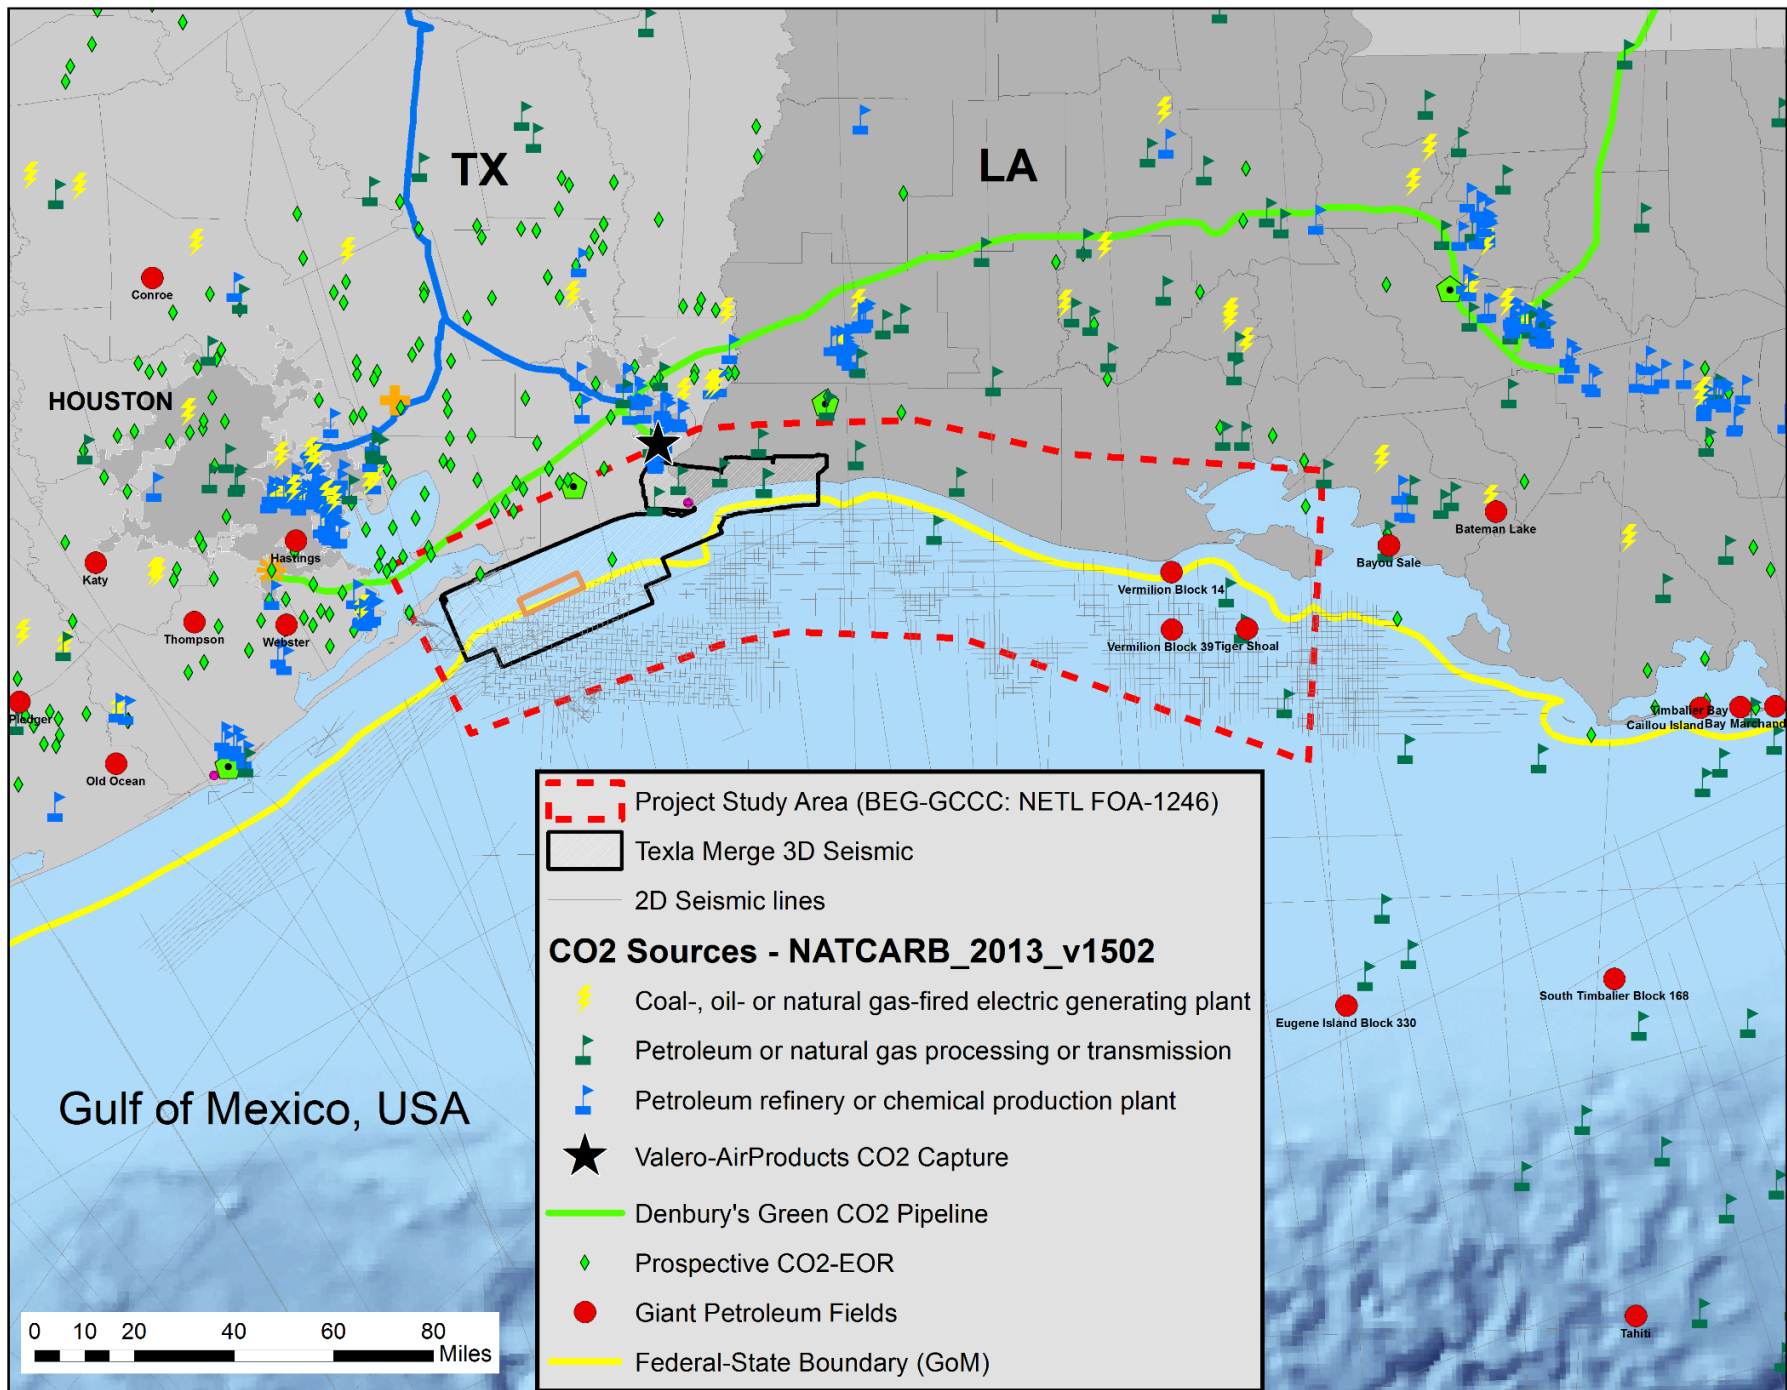 TX
LA
Conroe
HOUSTON
Hastings
Katy
Thompson
Webster
Pledger
Old Ocean
Bateman Lake
Bayou Sale
Vermilion Block 14
Vermilion Block 39
Tiger Shoal
Timbalier Bay
Caillou Island
Bay Marchand
Project Study Area (BEG-GCCC: NETL FOA-1246)
Texla Merge 3D Seismic
2D Seismic lines
CO2 Sources - NATCARB_2013_v1502
Coal-, oil- or natural gas-fired electric generating plant
Petroleum or natural gas processing or transmission
Petroleum refinery or chemical production plant
Valero-AirProducts CO2 Capture
Denbury's Green CO2 Pipeline
Prospective CO2-EOR
Giant Petroleum Fields
Federal-State Boundary (GoM)
South Timbalier Block 168
Eugene Island Block 330
Gulf of Mexico, USA
Tahiti
0 10 20 40 60 80
Miles